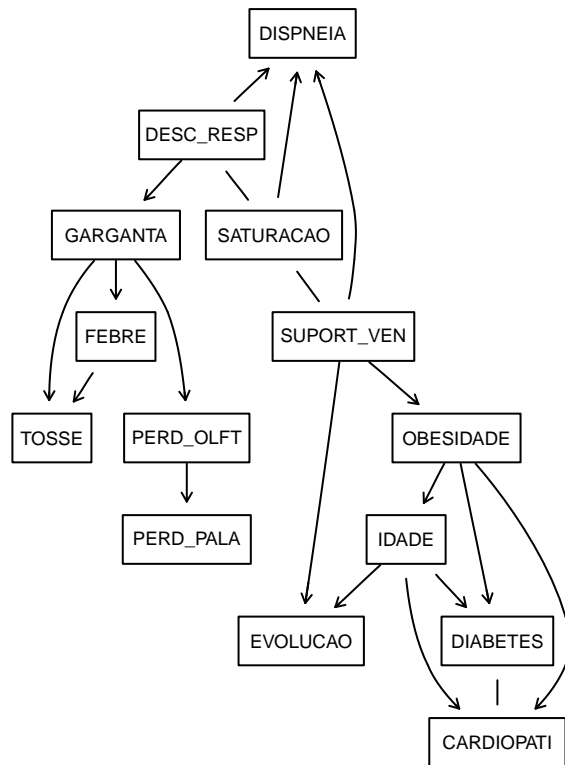 DISPNEIA
DESC_RESP
GARGANTA
SATURACAO
FEBRE
SUPORT_VEN
TOSSE
PERD_OLFT
OBESIDADE
PERD_PALA
IDADE
EVOLUCAO
DIABETES
CARDIOPATI